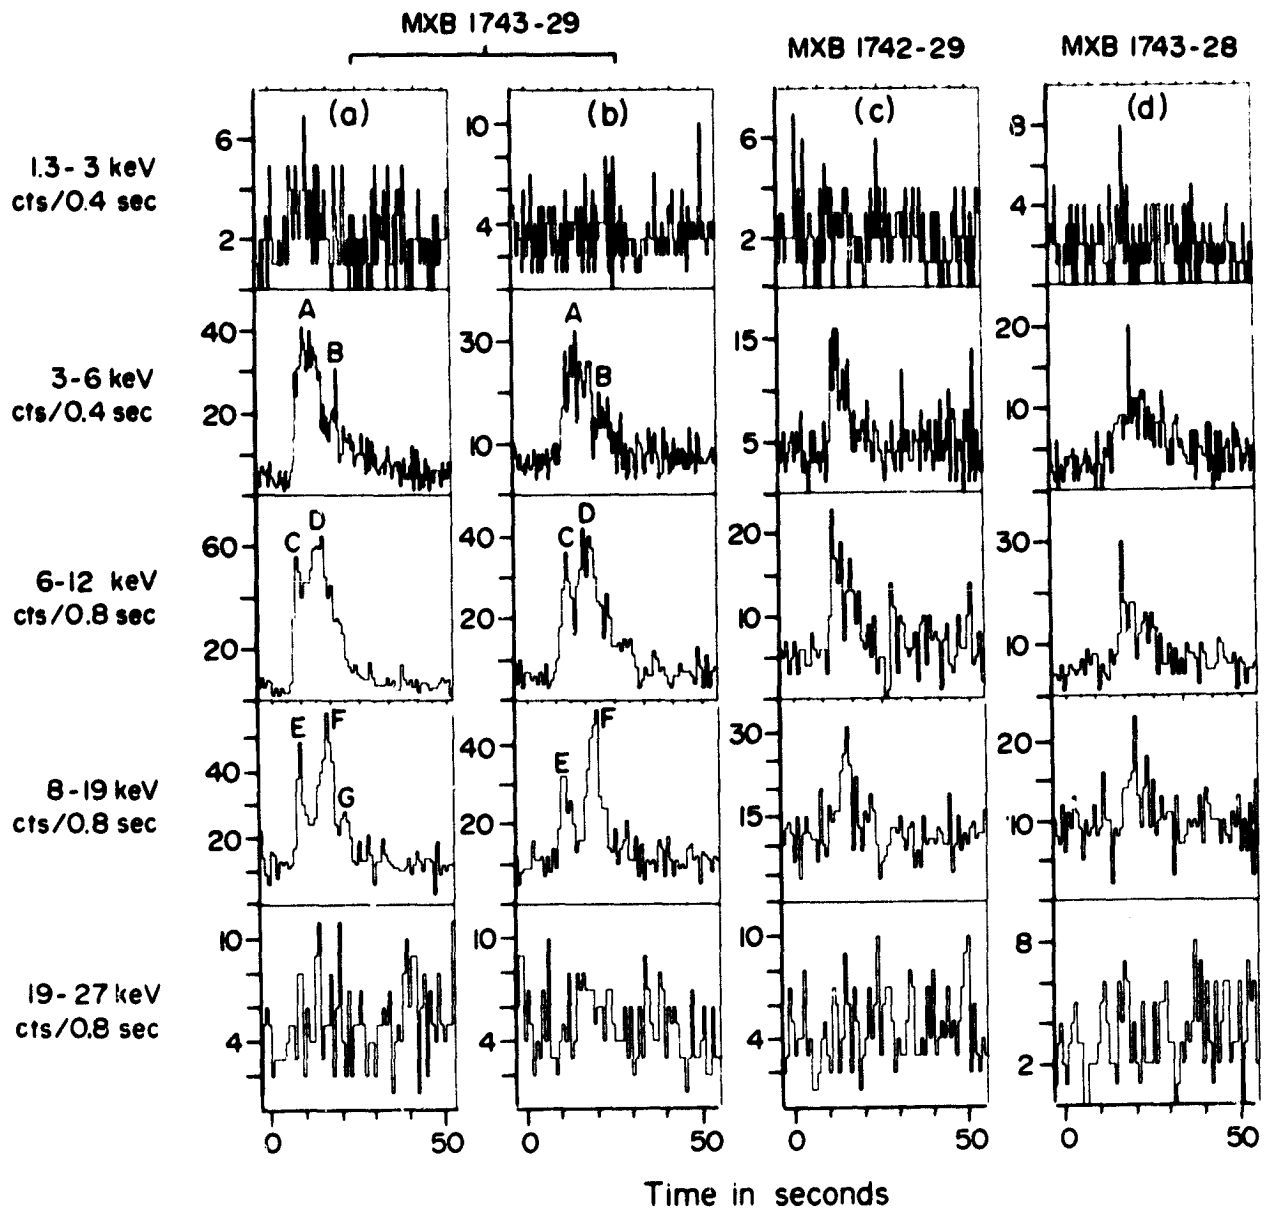 MXB 1743-29
MXB 1742-29
MXB 1743-28
(a)
(b)
(c)
(d)
1.3-3 keV
cts/0.4 sec
6
2
10
4
6
2
8
4
3-6 keV
cts/0.4 sec
40
20
A
B
30
10
A
B
15
5
20
10
6-12 keV
cts/0.8 sec
60
20
C
D
40
20
C
D
20
10
30
10
8-19 keV
cts/0.8 sec
40
20
E
F
G
40
20
E
F
30
15
20
10
19-27 keV
cts/0.8 sec
10
4
10
4
10
4
8
2
0
50
0
50
0
50
0
50
Time in seconds